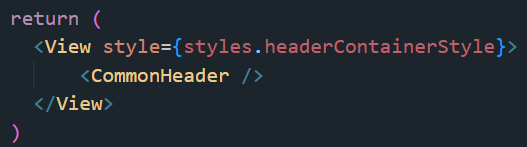 return (
<View style={styles.headerContainerStyle}>
<CommonHeader />
</View>
)